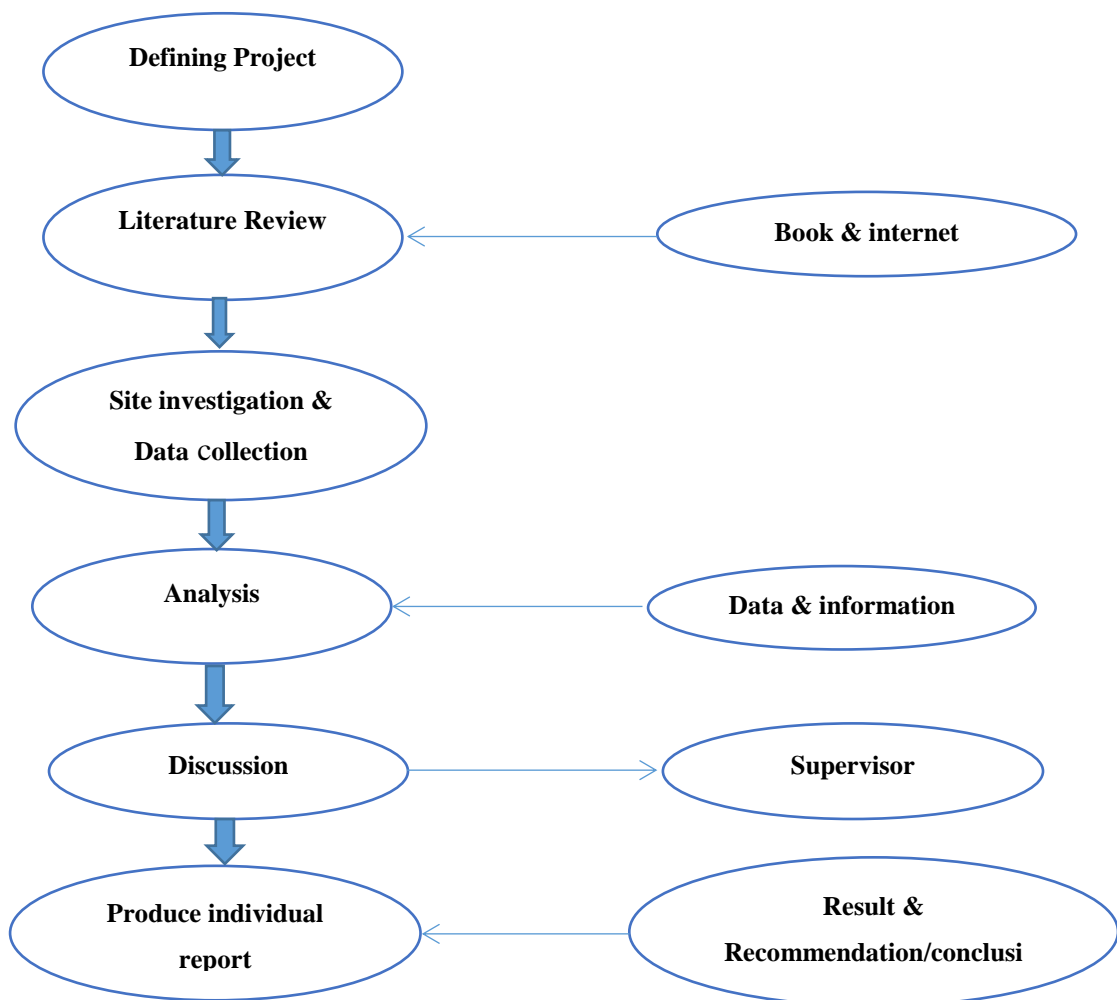 Defining Project
Literature Review
Book & internet
Site investigation &
Data collection
Analysis
Data & information
Discussion
Supervisor
Produce individual
report
Result &
Recommendation/conclusi